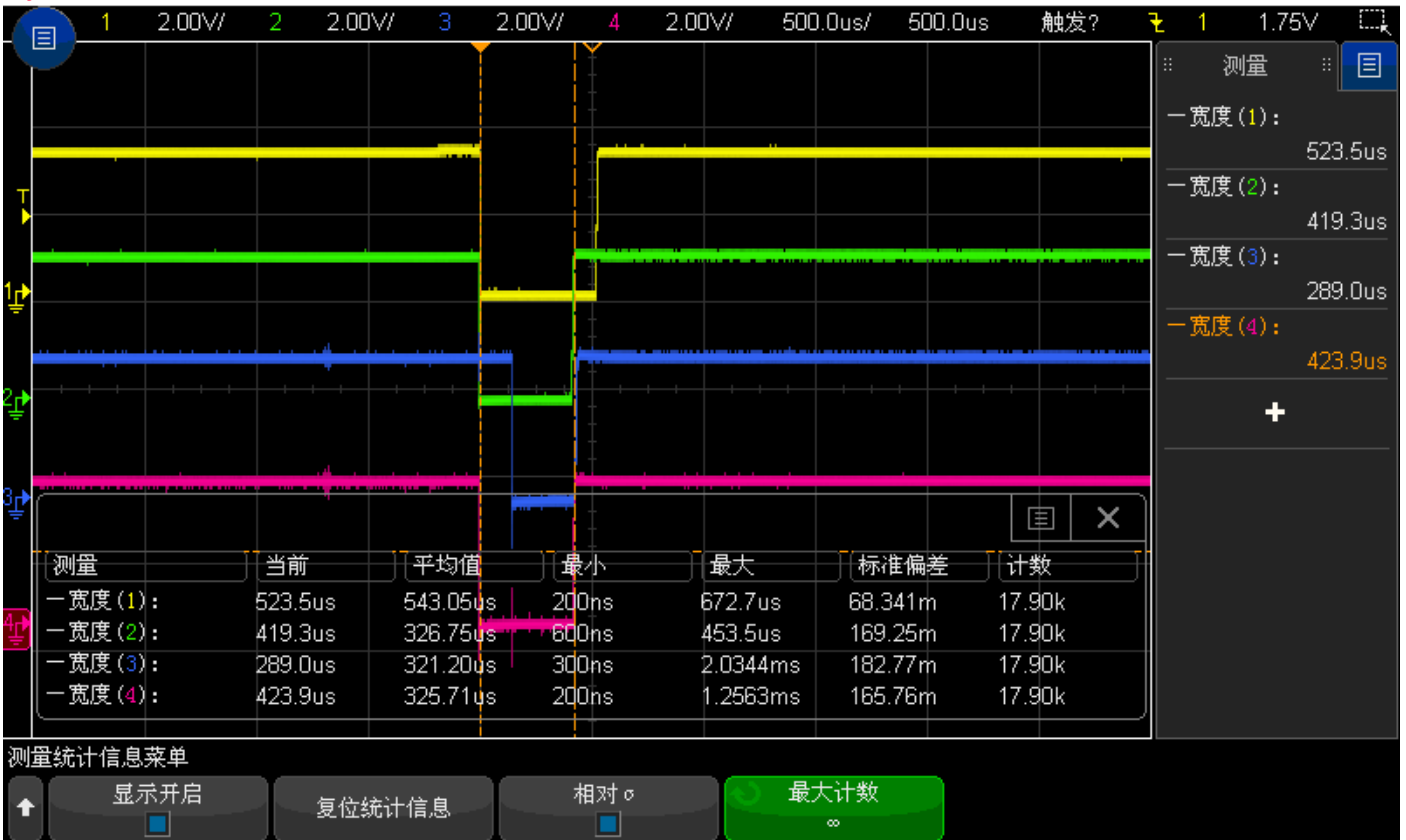 1 2.00V/ 2 2.00V/ 3 2.00V/ 4 2.00V/ 500.0us/ 500.0us 触发? 1 1.75V
测量
一宽度(1):
523.5us
一宽度(2):
419.3us
一宽度(3):
289.0us
一宽度(4):
423.9us
+
T
1
2
3
4
测量 当前 平均值 最小 最大 标准偏差 计数
一宽度(1): 523.5us 543.05us 200ns 672.7us 68.341m 17.90k
一宽度(2): 419.3us 326.75us 600ns 453.5us 169.25m 17.90k
一宽度(3): 289.0us 321.20us 300ns 2.0344ms 182.77m 17.90k
一宽度(4): 423.9us 325.71us 200ns 1.2563ms 165.76m 17.90k
测量统计信息菜单
显示开启 复位统计信息 相对σ 最大计数
∞